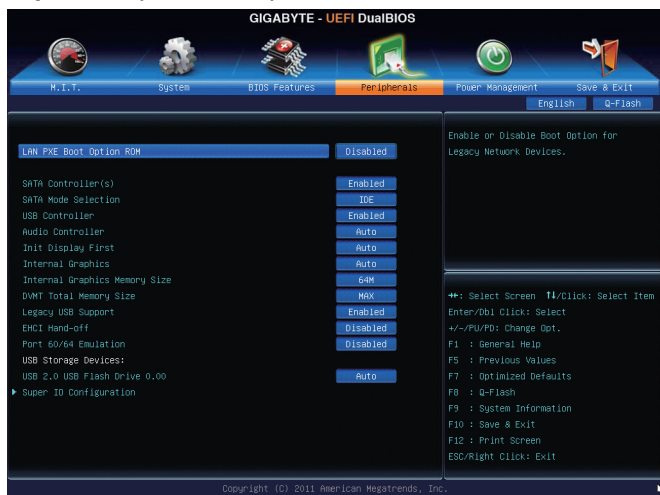 GIGABYTE - UEFI DualBIOS
M.I.T.
System
BIOS Features
Peripherals
Power Management
Save & Exit
English
Q-Flash
LAN PXE Boot Option ROM Disabled
SATA Controller(s) Enabled
SATA Mode Selection IDE
USB Controller Enabled
Audio Controller Auto
Init Display First Auto
Internal Graphics Auto
Internal Graphics Memory Size 64M
DVMT Total Memory Size MAX
Legacy USB Support Enabled
EHCI Hand-off Disabled
Port 60/64 Emulation Disabled
USB Storage Devices:
USB 2.0 USB Flash Drive 0.00 Auto
Super IO Configuration
Enable or Disable Boot Option for
Legacy Network Devices.
→←: Select Screen ↑↓/Click: Select Item
Enter/Dbl Click: Select
+/-/PU/PD: Change Opt.
F1 : General Help
F5 : Previous Values
F7 : Optimized Defaults
F8 : Q-Flash
F9 : System Information
F10 : Save & Exit
F12 : Print Screen
ESC/Right Click: Exit
Copyright (C) 2011 American Megatrends, Inc.